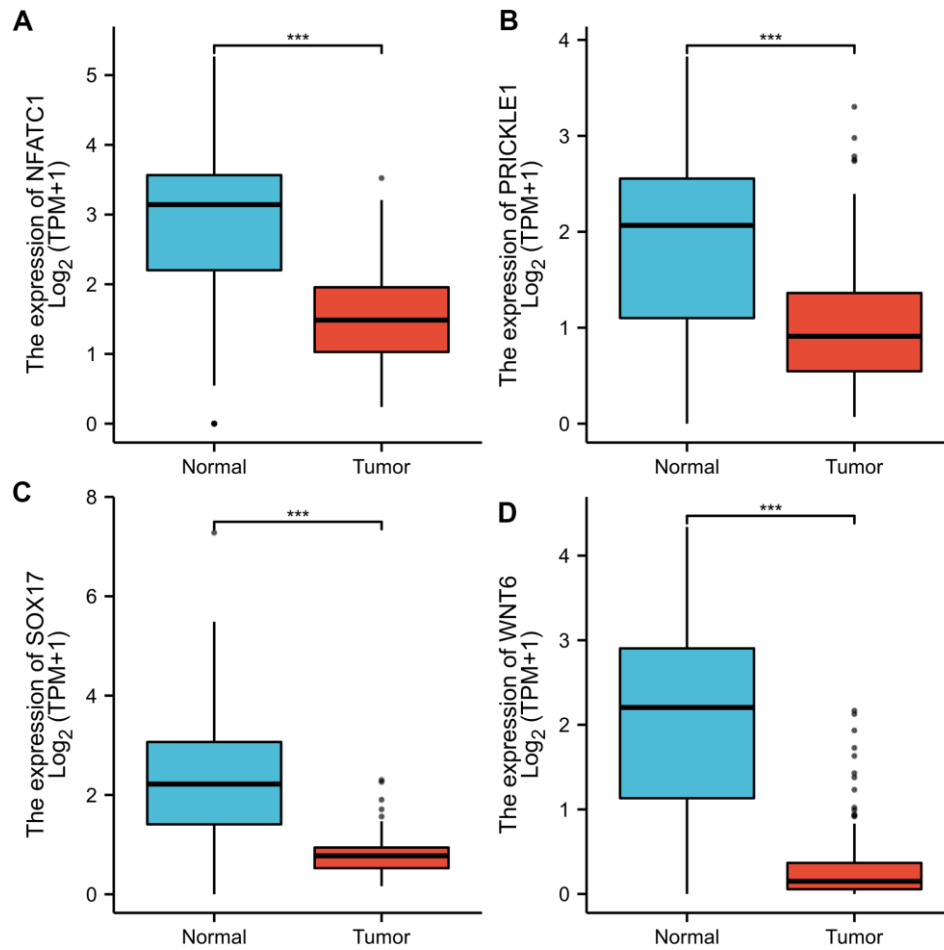 A
The expression of NFATC1
Log₂ (TPM+1)
5
4
3
2
1
0
***
Normal Tumor
B
The expression of PRICKLE1
Log₂ (TPM+1)
4
3
2
1
0
***
Normal Tumor
C
The expression of SOX17
Log₂ (TPM+1)
8
6
4
2
0
***
Normal Tumor
D
The expression of WNT6
Log₂ (TPM+1)
4
3
2
1
0
***
Normal Tumor